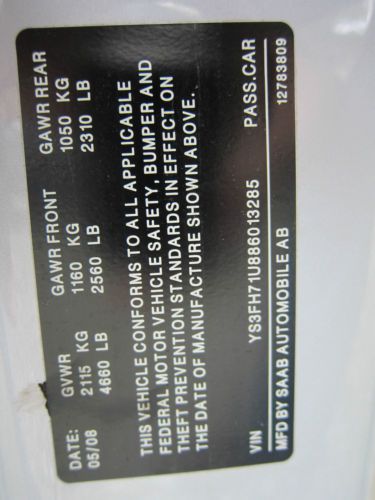 DATE: GVWR GAWR FRONT GAWR REAR
05/08 2115 KG 1160 KG 1050 KG
4660 LB 2560 LB 2310 LB
THIS VEHICLE CONFORMS TO ALL APPLICABLE
FEDERAL MOTOR VEHICLE SAFETY, BUMPER AND
THEFT PREVENTION STANDARDS IN EFFECT ON
THE DATE OF MANUFACTURE SHOWN ABOVE.
VIN YS3FH71U886013285 PASS.CAR
MFD BY SAAB AUTOMOBILE AB 12783809